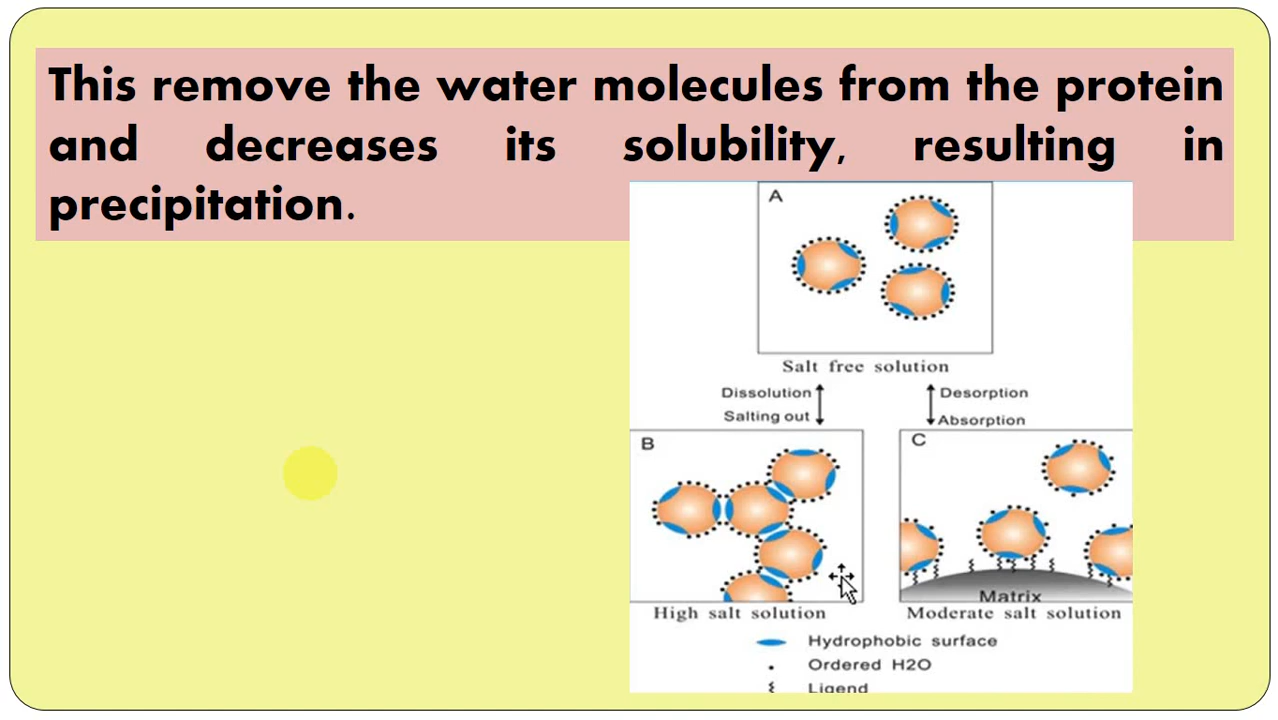 This remove the water molecules from the protein
and decreases its solubility, resulting in
precipitation.
A
Salt free solution
Dissolution
Salting out
Desorption
Absorption
B
C
Matrix
High salt solution
Moderate salt solution
Hydrophobic surface
Ordered H2O
Ligend